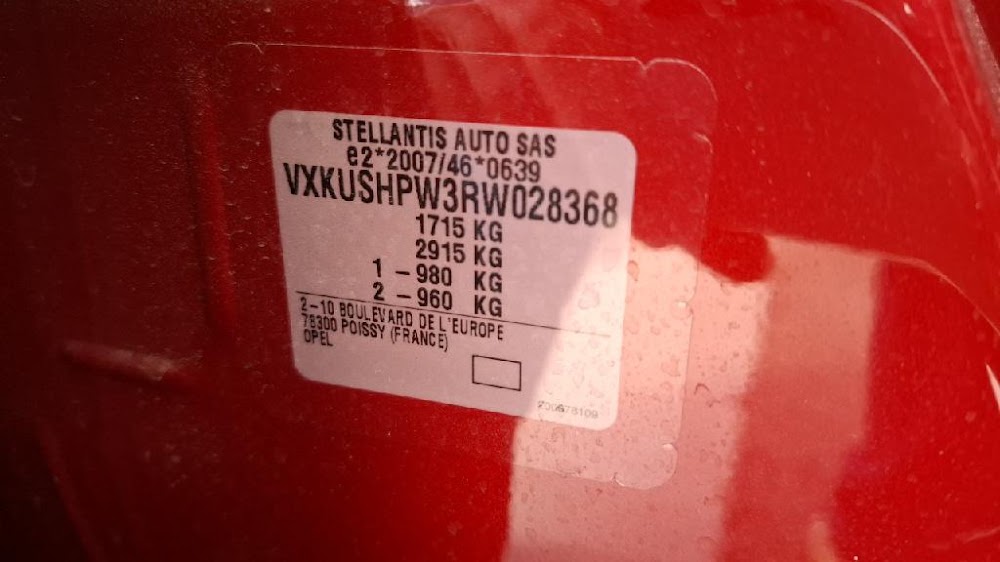 STELLANTIS AUTO SAS
e2*2007/46*0639
VXKUSHPW3RW028368
1715 KG
2915 KG
1 – 980 KG
2 – 960 KG
2–10 BOULEVARD DE L'EUROPE
78300 POISSY (FRANCE)
OPEL